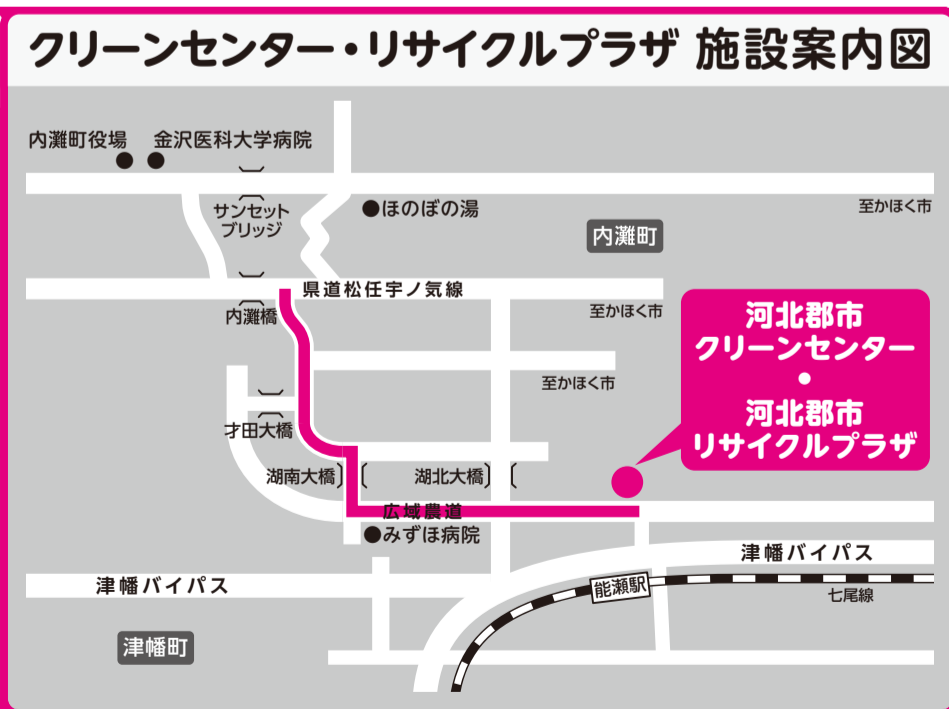 クリーンセンター・リサイクルプラザ 施設案内図
内灘町役場
金沢医科大学病院
サンセット
ブリッジ
●ほのぼの湯
至かほく市
内灘町
県道松任宇ノ気線
内灘橋
至かほく市
河北郡市
クリーンセンター
・
河北郡市
リサイクルプラザ
至かほく市
才田大橋
湖南大橋
湖北大橋
広域農道
●みずほ病院
津幡バイパス
津幡バイパス
能瀬駅
七尾線
津幡町